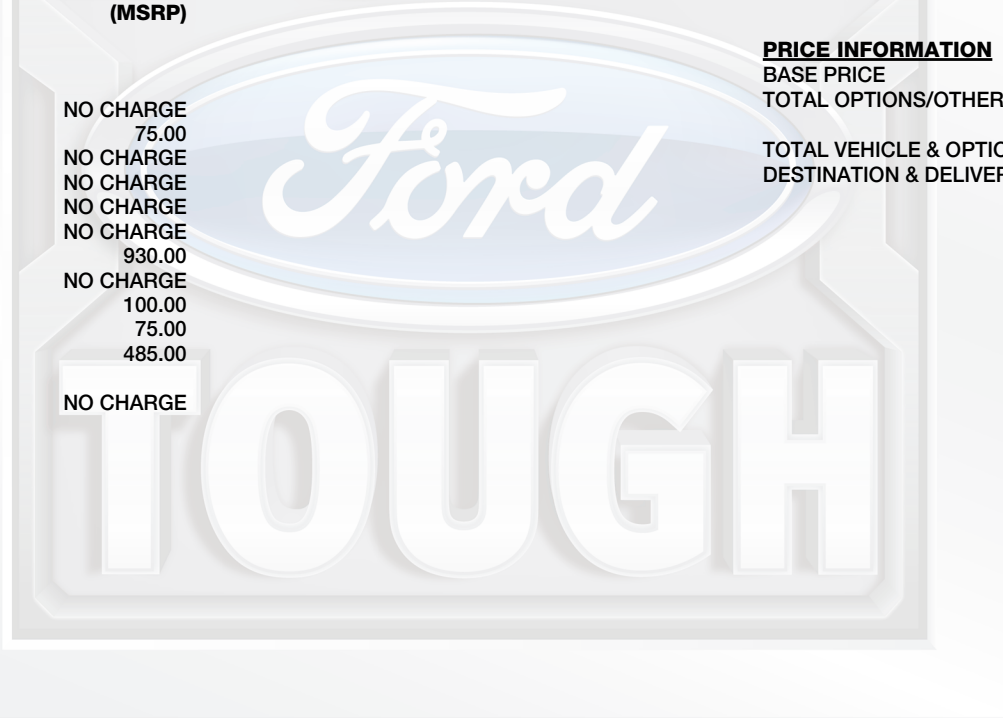 (MSRP)
NO CHARGE
75.00
NO CHARGE
NO CHARGE
NO CHARGE
NO CHARGE
930.00
NO CHARGE
100.00
75.00
485.00
NO CHARGE
PRICE INFORMATION
BASE PRICE
TOTAL OPTIONS/OTHER
TOTAL VEHICLE & OPTIO
DESTINATION & DELIVER
Ford
TOUGH